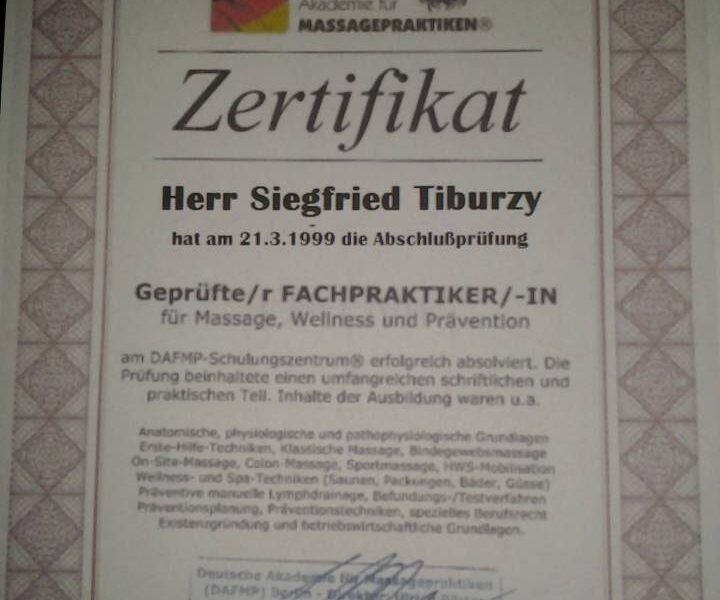 Akademie für
MASSAGEPRAKTIKEN®
Zertifikat
Herr Siegfried Tiburzy
hat am 21.3.1999 die Abschlußprüfung
Geprüfte/r FACHPRAKTIKER/-IN
für Massage, Wellness und Prävention
am DAFMP-Schulungszentrum® erfolgreich absolviert. Die
Prüfung beinhaltete einen umfangreichen schriftlichen und
praktischen Teil. Inhalte der Ausbildung waren u.a.
Anatomische, physiologische und pathophysiologische Grundlagen
Erste-Hilfe-Techniken, Klassische Massage, Bindegewebsmassage
On-Site-Massage, Colon-Massage, Sportmassage, HWS-Mobilisation
Wellness- und Spa-Techniken (Saunen, Packungen, Bäder, Güsse)
Präventive manuelle Lymphdrainage, Befundungs-/Testverfahren
Präventionsplanung, Präventionstechniken, spezielles Berufsrecht
Existenzgründung und betriebswirtschaftliche Grundlagen.
Deutsche Akademie für Massagepraktiken
(DAFMP) Berlin -